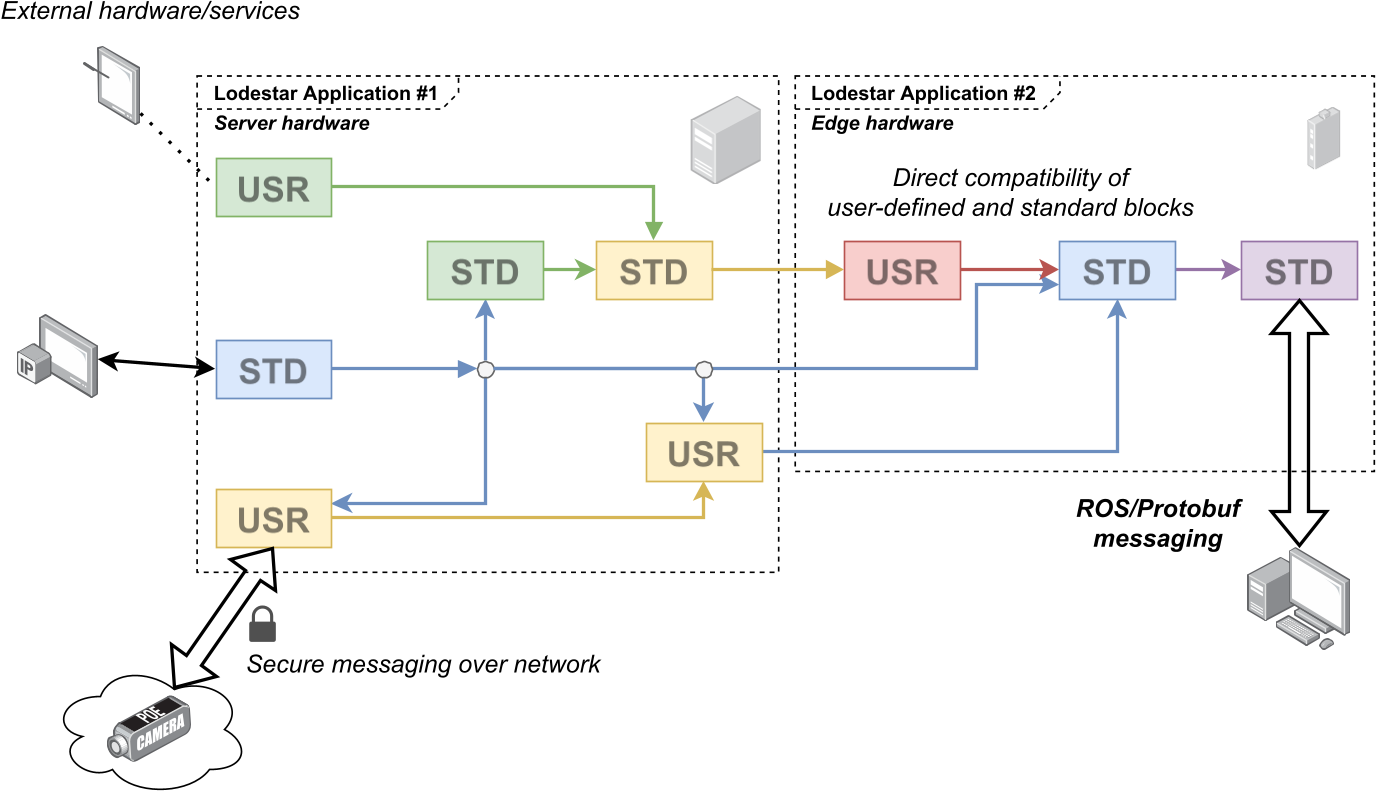 External hardware/services
Lodestar Application #1
Server hardware
Lodestar Application #2
Edge hardware
USR
Direct compatibility of
user-defined and standard blocks
STD
STD
USR
STD
STD
IP
STD
USR
USR
ROS/Protobuf
messaging
Secure messaging over network
POE
CAMERA